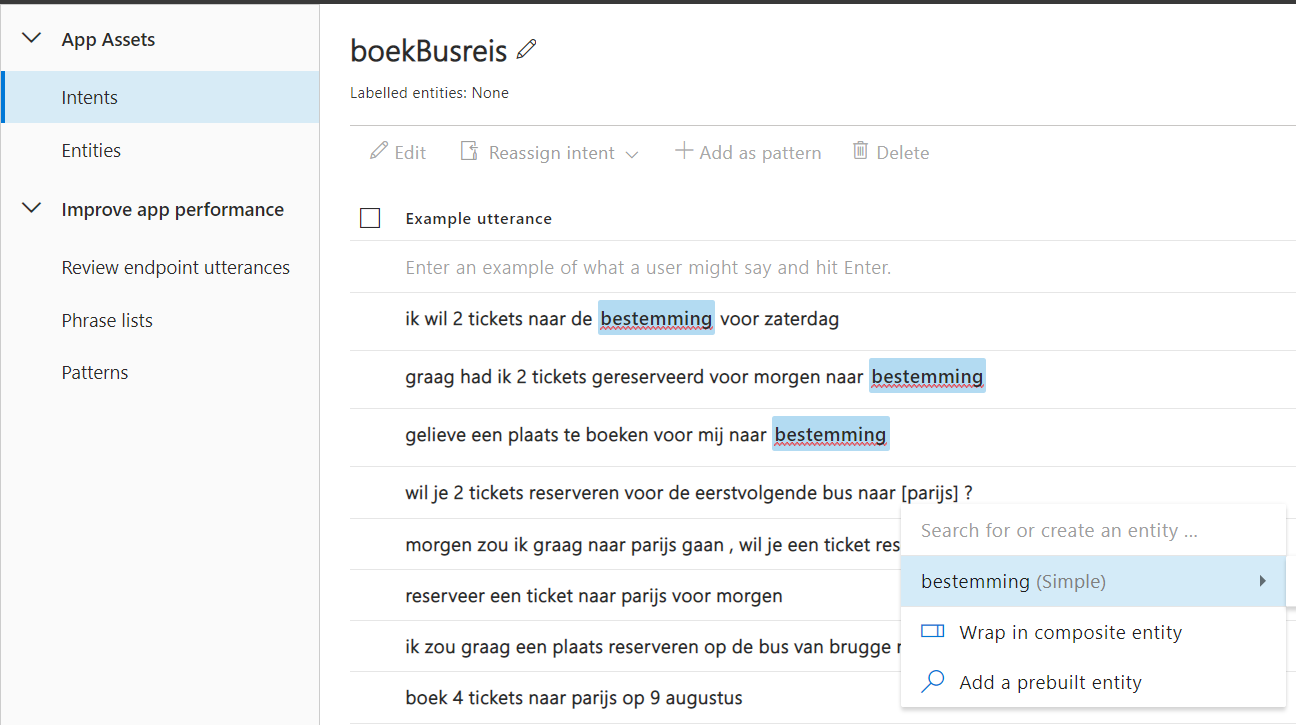 App Assets
Intents
Entities
Improve app performance
Review endpoint utterances
Phrase lists
Patterns
boekBusreis
Labelled entities: None
Edit Reassign intent Add as pattern Delete
Example utterance
Enter an example of what a user might say and hit Enter.
ik wil 2 tickets naar de bestemming voor zaterdag
graag had ik 2 tickets gereserveerd voor morgen naar bestemming
gelieve een plaats te boeken voor mij naar bestemming
wil je 2 tickets reserveren voor de eerstvolgende bus naar [parijs] ?
morgen zou ik graag naar parijs gaan , wil je een ticket res
reserveer een ticket naar parijs voor morgen
ik zou graag een plaats reserveren op de bus van brugge
boek 4 tickets naar parijs op 9 augustus
Search for or create an entity ...
bestemming (Simple)
Wrap in composite entity
Add a prebuilt entity